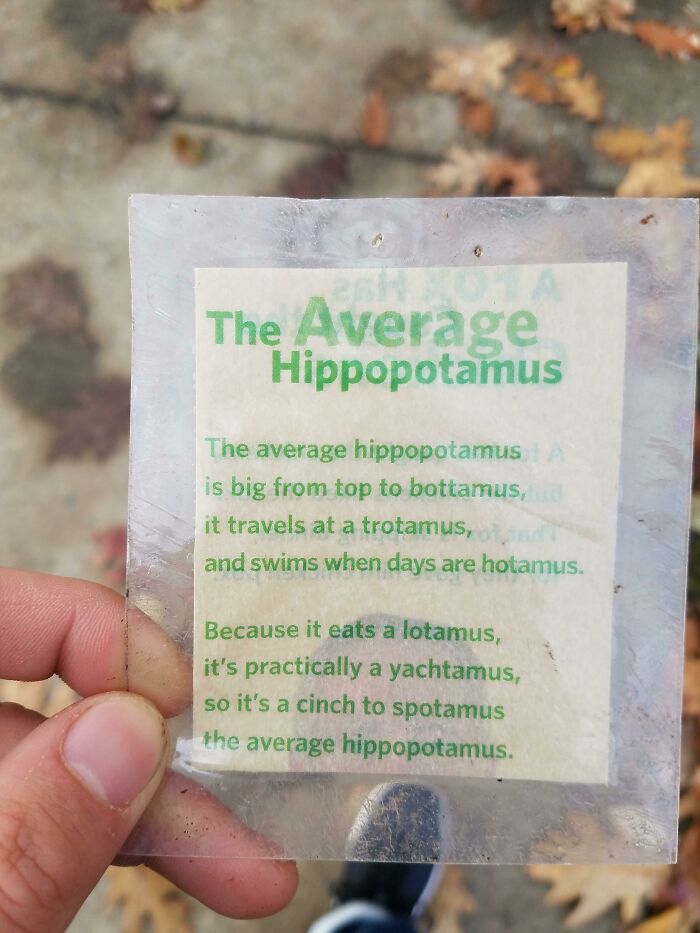 The Average
Hippopotamus
The average hippopotamus
is big from top to bottamus,
it travels at a trotamus,
and swims when days are hotamus.
Because it eats a lotamus,
it's practically a yachtamus,
so it's a cinch to spotamus
the average hippopotamus.